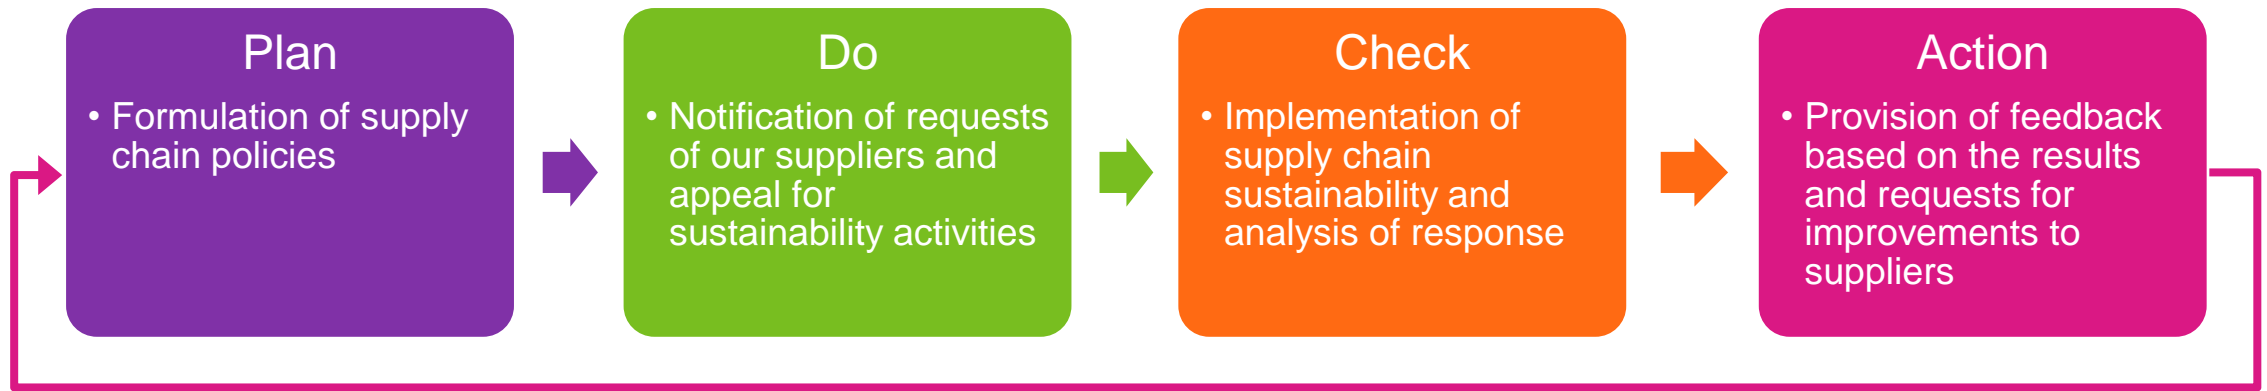 Plan
• Formulation of supply
chain policies
Do
• Notification of requests
of our suppliers and
appeal for
sustainability activities
Check
• Implementation of
supply chain
sustainability and
analysis of response
Action
• Provision of feedback
based on the results
and requests for
improvements to
suppliers